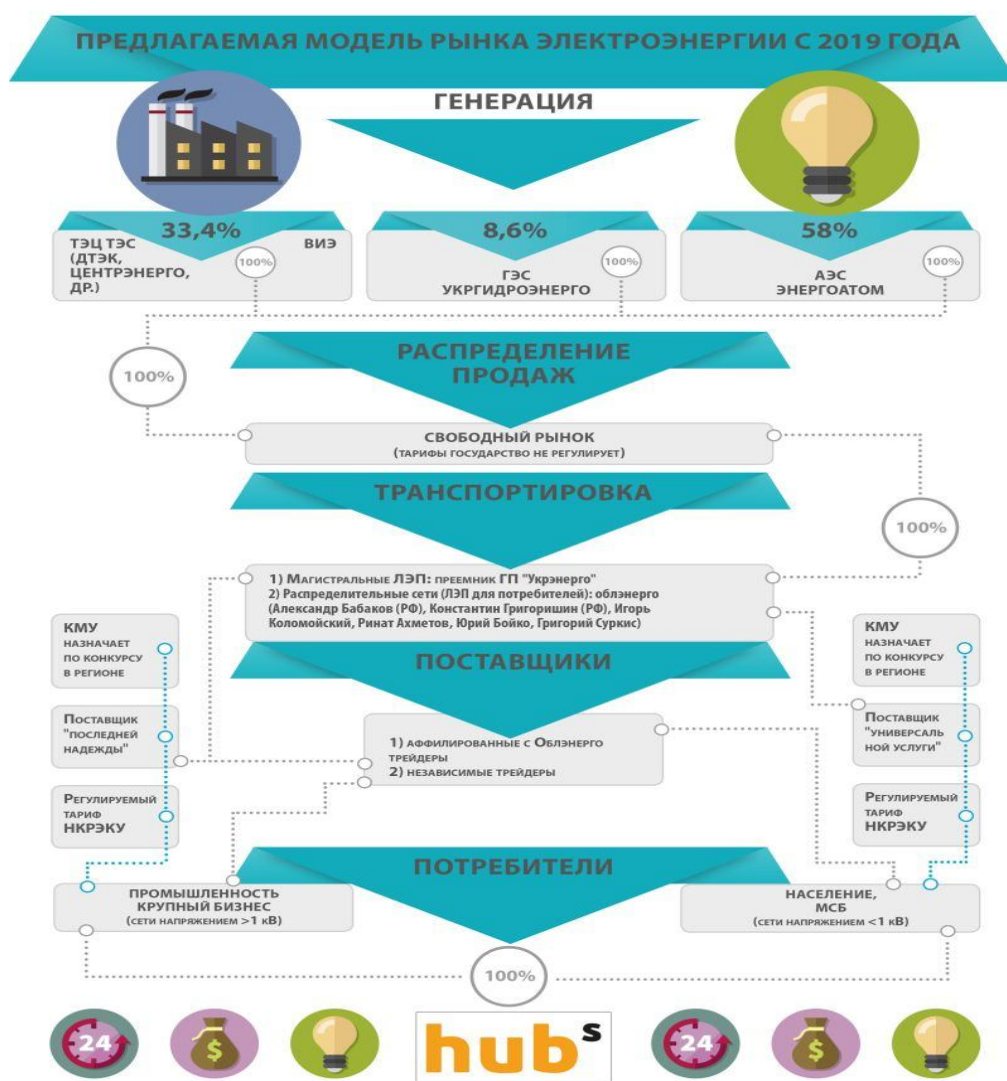 ПРЕДЛАГАЕМАЯ МОДЕЛЬ РЫНКА ЭЛЕКТРОЭНЕРГИИ С 2019 ГОДА
ГЕНЕРАЦИЯ
33,4%
ТЭЦ ТЭС ВИЭ
(ДТЭК,
ЦЕНТРЭНЕРГО,
ДР.)
100%
8,6%
100%
ГЭС
УКРГИДРОЭНЕРГО
58%
100%
АЭС
ЭНЕРГОАТОМ
РАСПРЕДЕЛЕНИЕ
ПРОДАЖ
100%
СВОБОДНЫЙ РЫНОК
(ТАРИФЫ ГОСУДАРСТВО НЕ РЕГУЛИРУЕТ)
ТРАНСПОРТИРОВКА
100%
1) Магистральные ЛЭП: преемник ГП "Укрэнерго"
2) Распределительные сети (ЛЭП для потребителей): облэнерго
(Александр Бабаков (РФ), Константин Григоришин (РФ), Игорь
Коломойский, Ринат Ахметов, Юрий Бойко, Григорий Суркис)
КМУ
НАЗНАЧАЕТ
ПО КОНКУРСУ
В РЕГИОНЕ
Поставщик
"последней
надежды"
Регулируемый
тариф
НКРЭКУ
ПОСТАВЩИКИ
1) аффилированные с Облэнерго
трейдеры
2) независимые трейдеры
КМУ
НАЗНАЧАЕТ
ПО КОНКУРСУ
В РЕГИОНЕ
Поставщик
"универсаль
ной услуги"
Регулируемый
тариф
НКРЭКУ
ПОТРЕБИТЕЛИ
ПРОМЫШЛЕННОСТЬ
КРУПНЫЙ БИЗНЕС
(СЕТИ НАПРЯЖЕНИЕМ >1 кВ)
НАСЕЛЕНИЕ,
МСБ
(СЕТИ НАПРЯЖЕНИЕМ <1 кВ)
100%
24
$
hubs
24
$